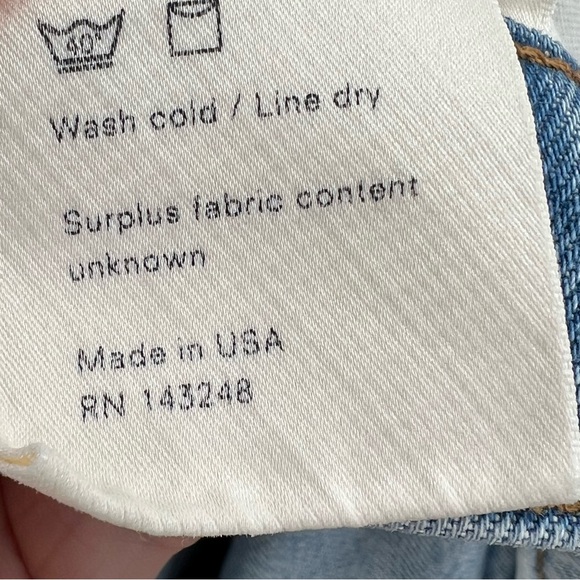 40
Wash cold / Line dry
Surplus fabric content
unknown
Made in USA
RN 143248